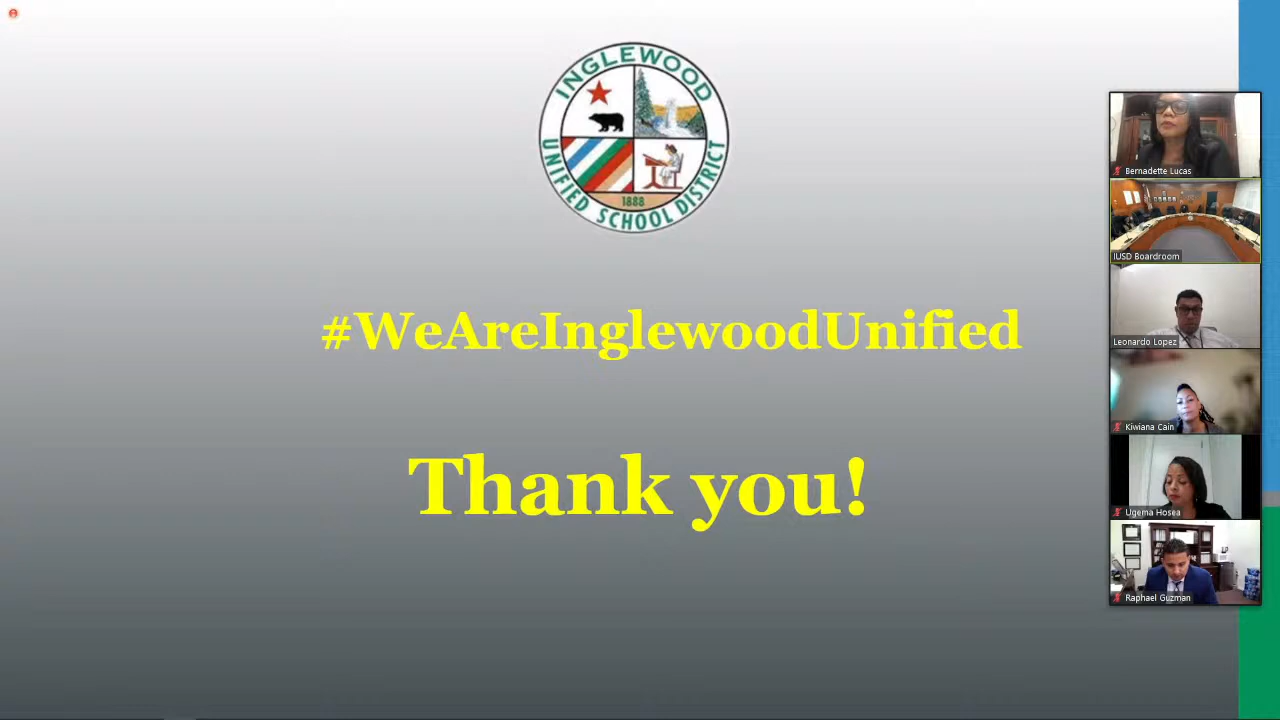 INGLEWOOD
UNIFIED SCHOOL DISTRICT
1888
#WeAreInglewoodUnified
Thank you!
Bernadette Lucas
IUSD Boardroom
Leonardo Lopez
Kiwiana Cain
Ugema Hosea
Raphael Guzman